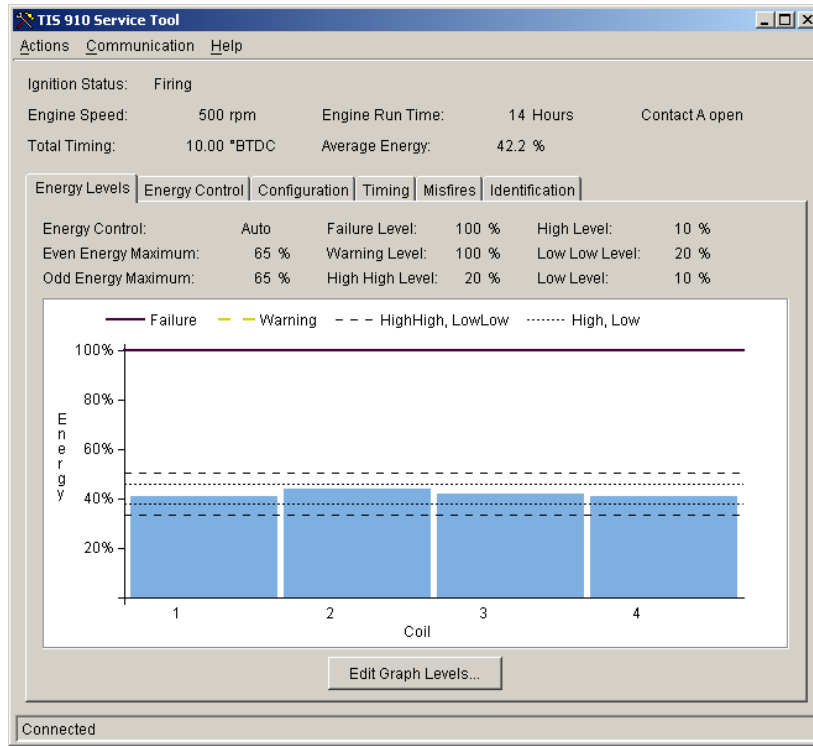 TIS 910 Service Tool
Actions Communication Help
Ignition Status: Firing
Engine Speed: 500 rpm Engine Run Time: 14 Hours Contact A open
Total Timing: 10.00 °BTDC Average Energy: 42.2 %
Energy Levels Energy Control Configuration Timing Misfires Identification
Energy Control: Auto Failure Level: 100 % High Level: 10 %
Even Energy Maximum: 65 % Warning Level: 100 % Low Low Level: 20 %
Odd Energy Maximum: 65 % High High Level: 20 % Low Level: 10 %
Failure Warning HighHigh, LowLow High, Low
100%
80%
60%
40%
20%
Energy
1 2 3 4
Coil
Edit Graph Levels...
Connected